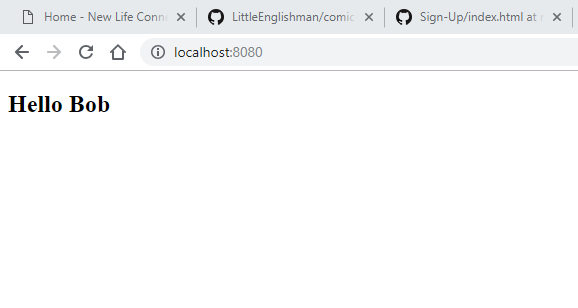 Home - New Life Conn
LittleEnglishman/comic
Sign-Up/index.html at
localhost:8080
Hello Bob